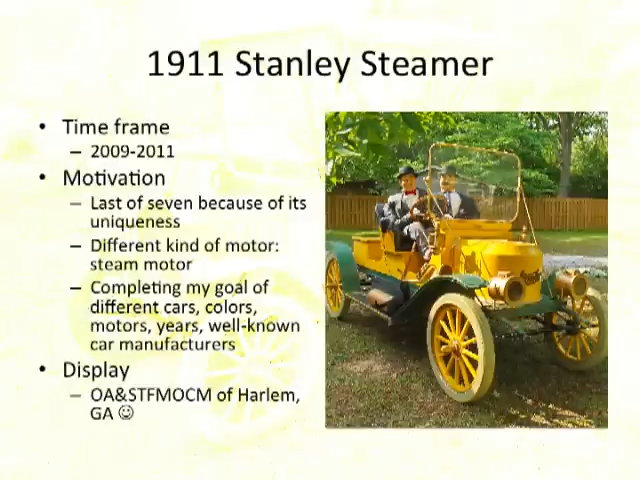 1911 Stanley Steamer
• Time frame
– 2009-2011
• Motivation
– Last of seven because of its
uniqueness
– Different kind of motor:
steam motor
– Completing my goal of
different cars, colors,
motors, years, well-known
car manufacturers
• Display
– OA&STFMOCM of Harlem,
GA ☺